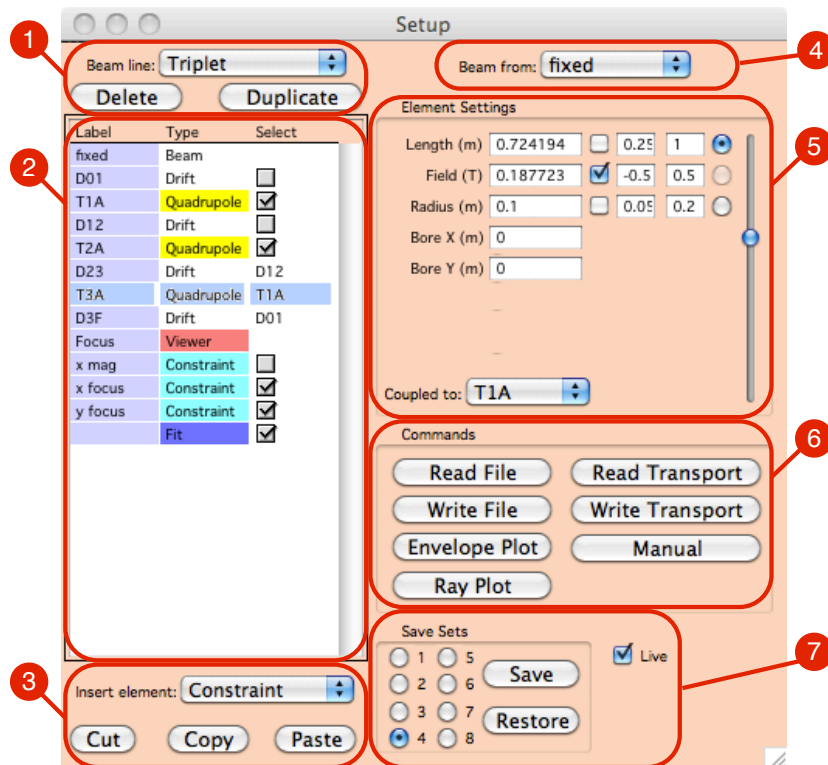 Setup
1
Beam line: Triplet
Delete Duplicate
4
Beam from: fixed
2
Label Type Select
fixed Beam
D01 Drift
T1A Quadrupole
D12 Drift
T2A Quadrupole
D23 Drift D12
T3A Quadrupole T1A
D3F Drift D01
Focus Viewer
x mag Constraint
x focus Constraint
y focus Constraint
Fit
5
Element Settings
Length (m) 0.724194 0.25 1
Field (T) 0.187723 -0.5 0.5
Radius (m) 0.1 0.05 0.2
Bore X (m) 0
Bore Y (m) 0
Coupled to: T1A
6
Commands
Read File Read Transport
Write File Write Transport
Envelope Plot Manual
Ray Plot
3
Insert element: Constraint
Cut Copy Paste
7
Save Sets
1 5
2 6
3 7
4 8
Save
Restore
Live